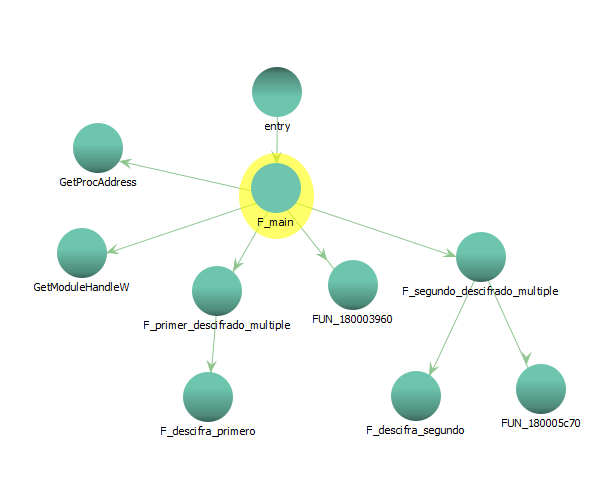 entry
GetProcAddress
F_main
GetModuleHandleW
F_segundo_descifrado_multiple
F_primer_descifrado_multiple
FUN_180003960
F_descifra_primero
F_descifra_segundo
FUN_180005c70